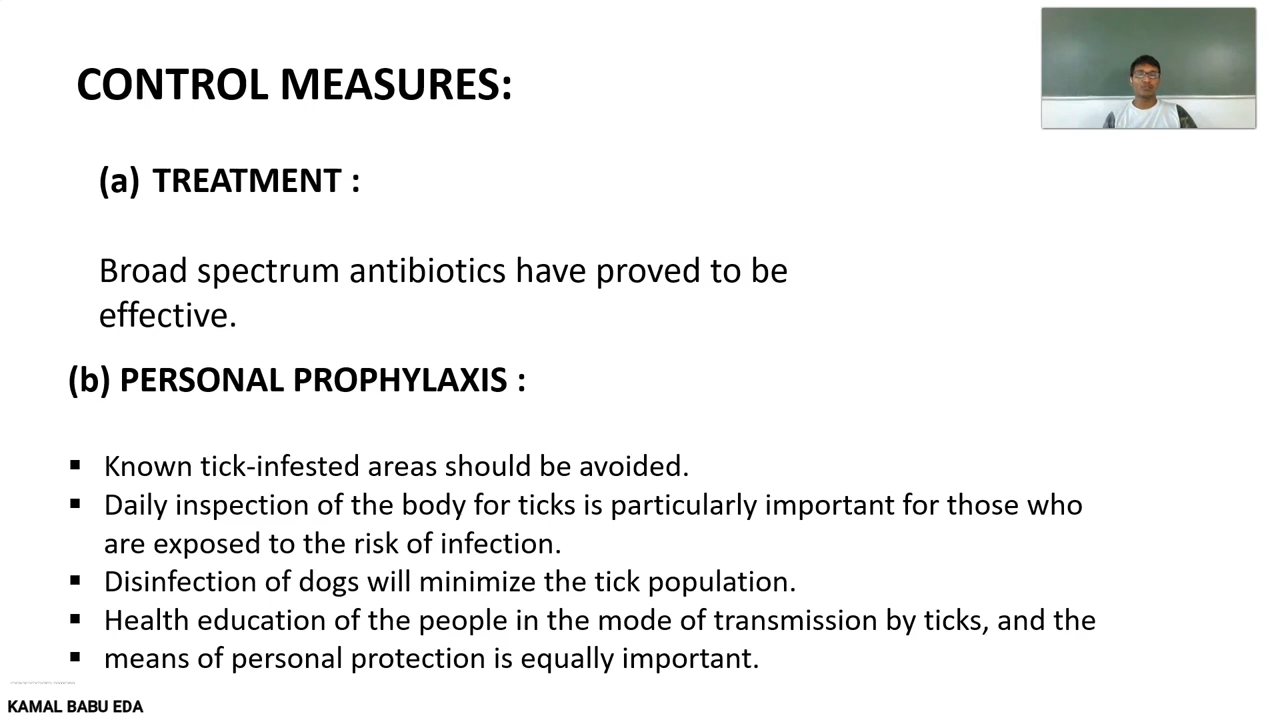 CONTROL MEASURES:
(a) TREATMENT :
Broad spectrum antibiotics have proved to be
effective.
(b) PERSONAL PROPHYLAXIS :
▪ Known tick-infested areas should be avoided.
▪ Daily inspection of the body for ticks is particularly important for those who
are exposed to the risk of infection.
▪ Disinfection of dogs will minimize the tick population.
▪ Health education of the people in the mode of transmission by ticks, and the
▪ means of personal protection is equally important.
KAMAL BABU EDA